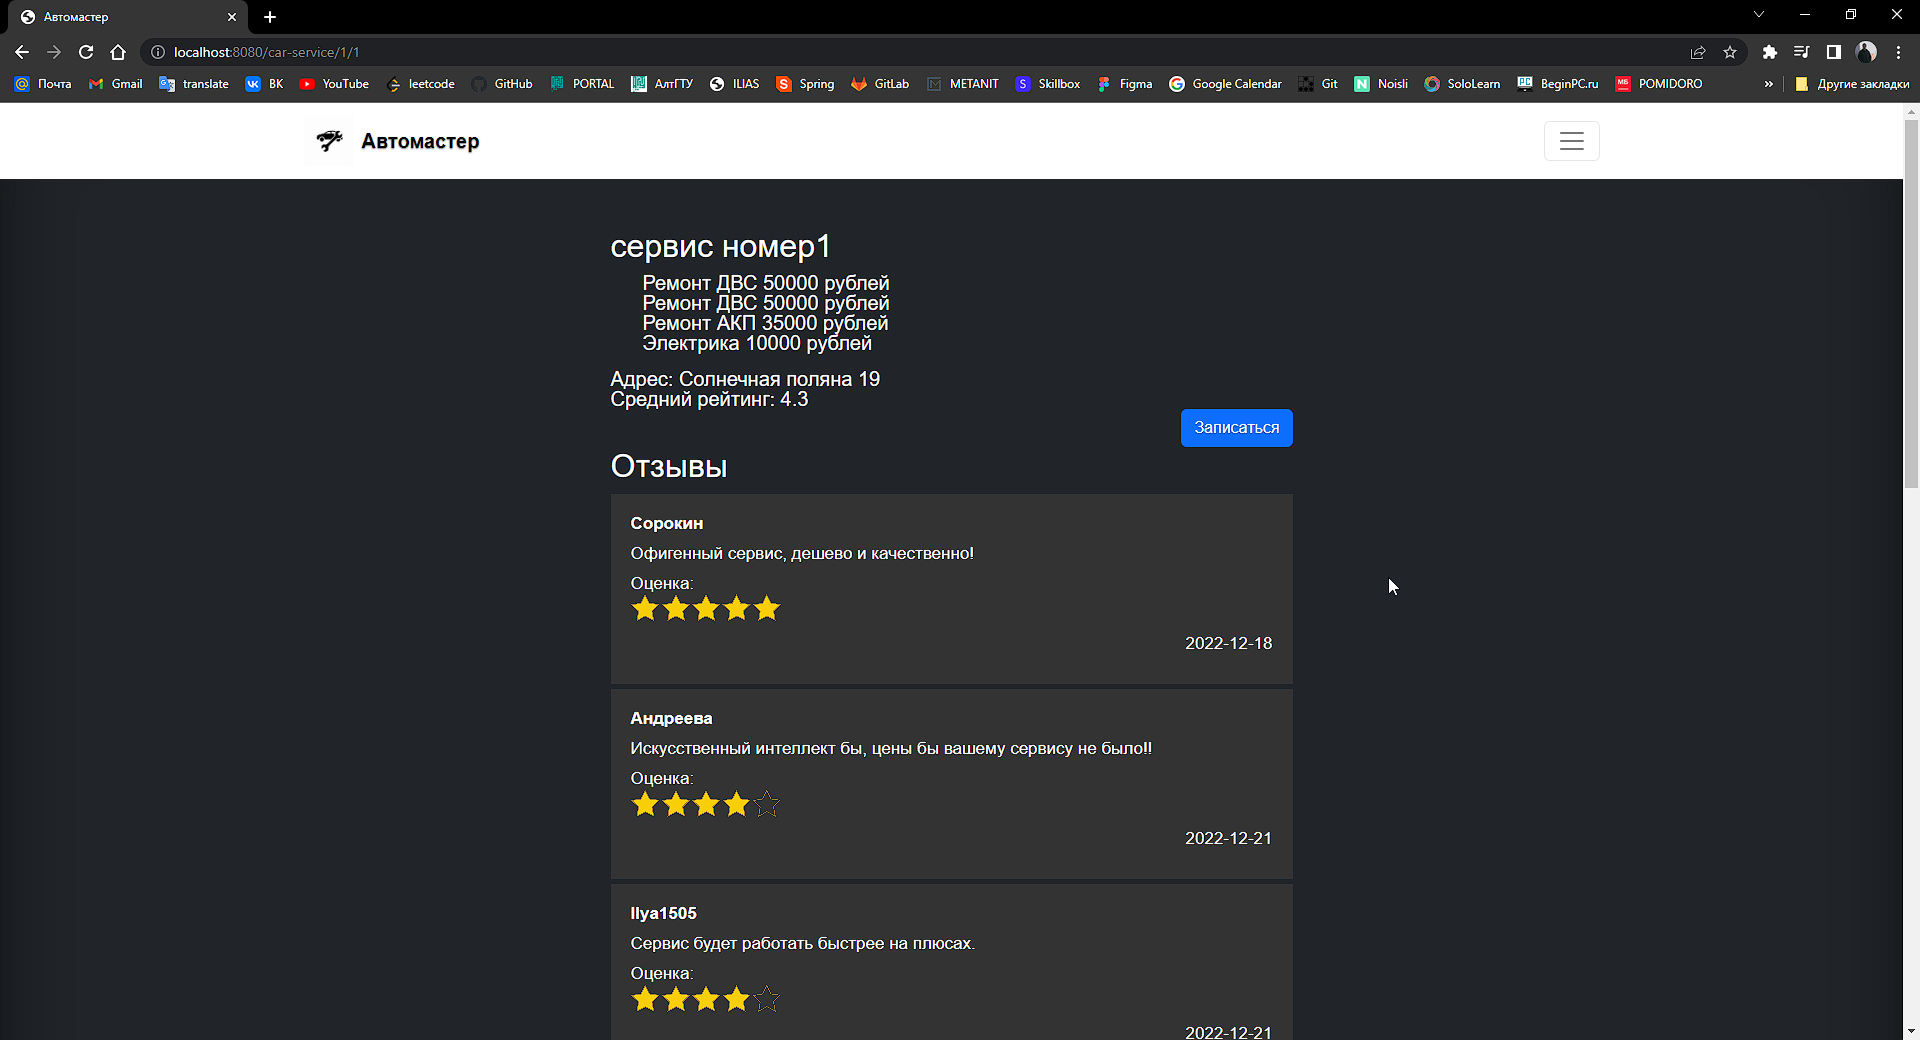 Автомастер
localhost:8080/car-service/1/1
Почта Gmail translate ВК YouTube leetcode GitHub PORTAL АлтГТУ ILIAS Spring GitLab METANIT Skillbox Figma Google Calendar Git Noisli SoloLearn BeginPC.ru POMIDORO » Другие закладки
Автомастер
сервис номер1
Ремонт ДВС 50000 рублей
Ремонт ДВС 50000 рублей
Ремонт АКП 35000 рублей
Электрика 10000 рублей
Адрес: Солнечная поляна 19
Средний рейтинг: 4.3
Записаться
Отзывы
Сорокин
Офигенный сервис, дешево и качественно!
Оценка:
2022-12-18
Андреева
Искусственный интеллект бы, цены бы вашему сервису не было!!
Оценка:
2022-12-21
Ilya1505
Сервис будет работать быстрее на плюсах.
Оценка:
2022-12-21